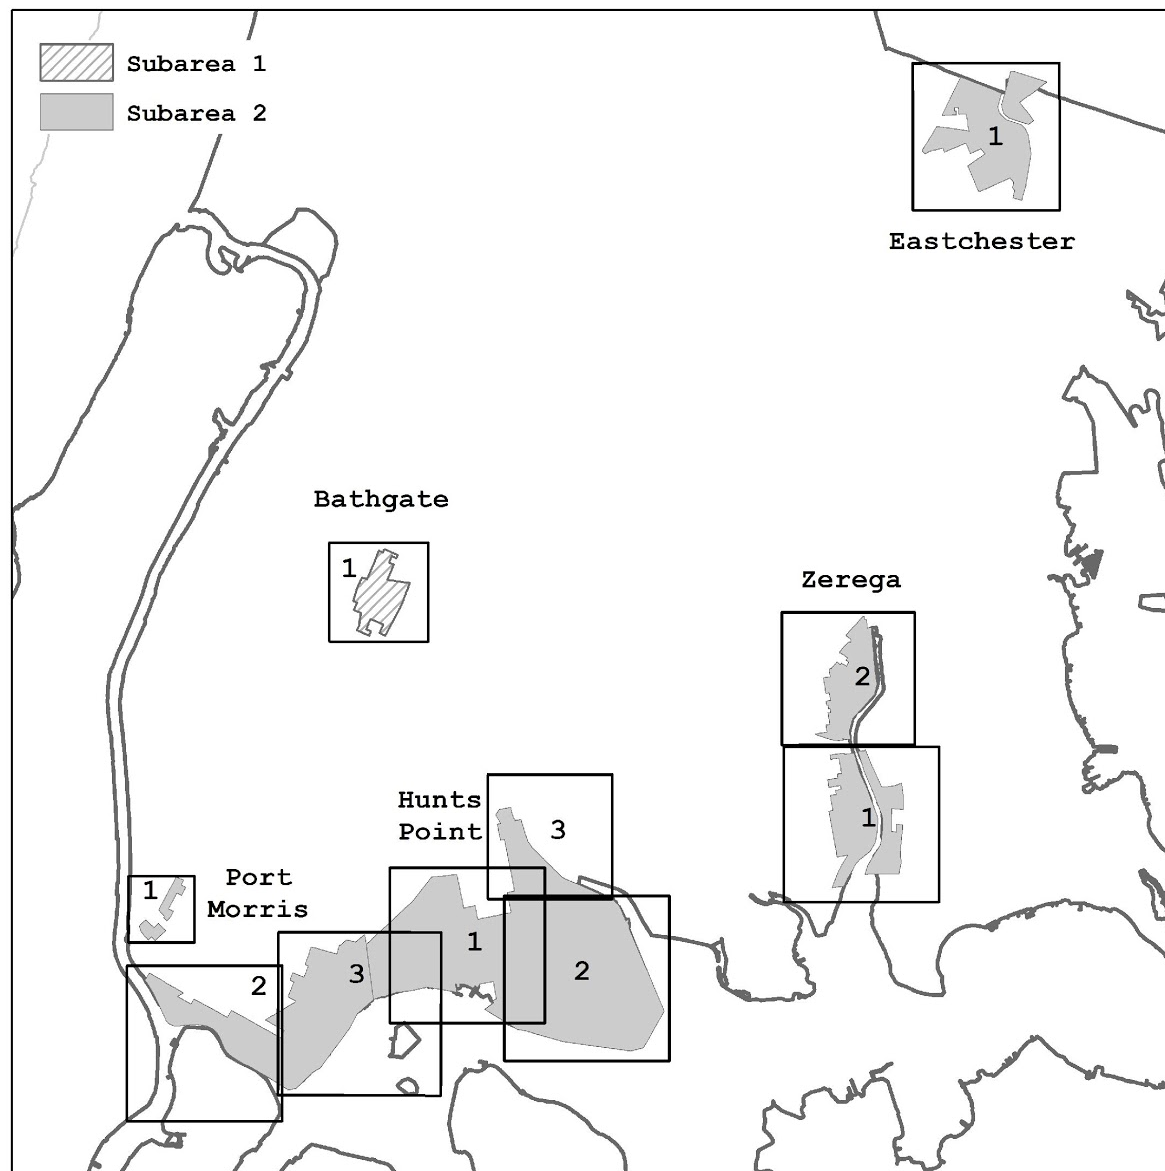 Subarea 1
Subarea 2
1
Eastchester
Bathgate
1
Zerega
2
1
Hunts
Point
3
1
2
Port
Morris
1
2
3